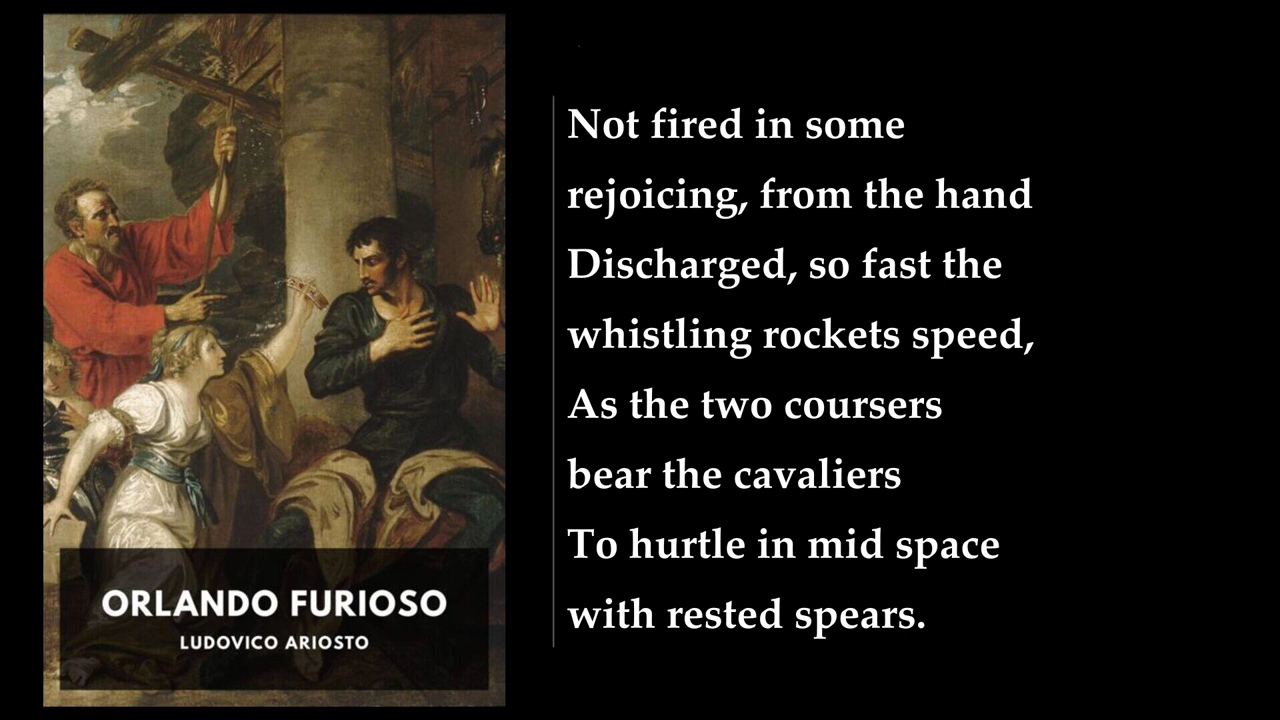 ORLANDO FURIOSO
LUDOVICO ARIOSTO
Not fired in some
rejoicing, from the hand
Discharged, so fast the
whistling rockets speed,
As the two coursers
bear the cavaliers
To hurtle in mid space
with rested spears.